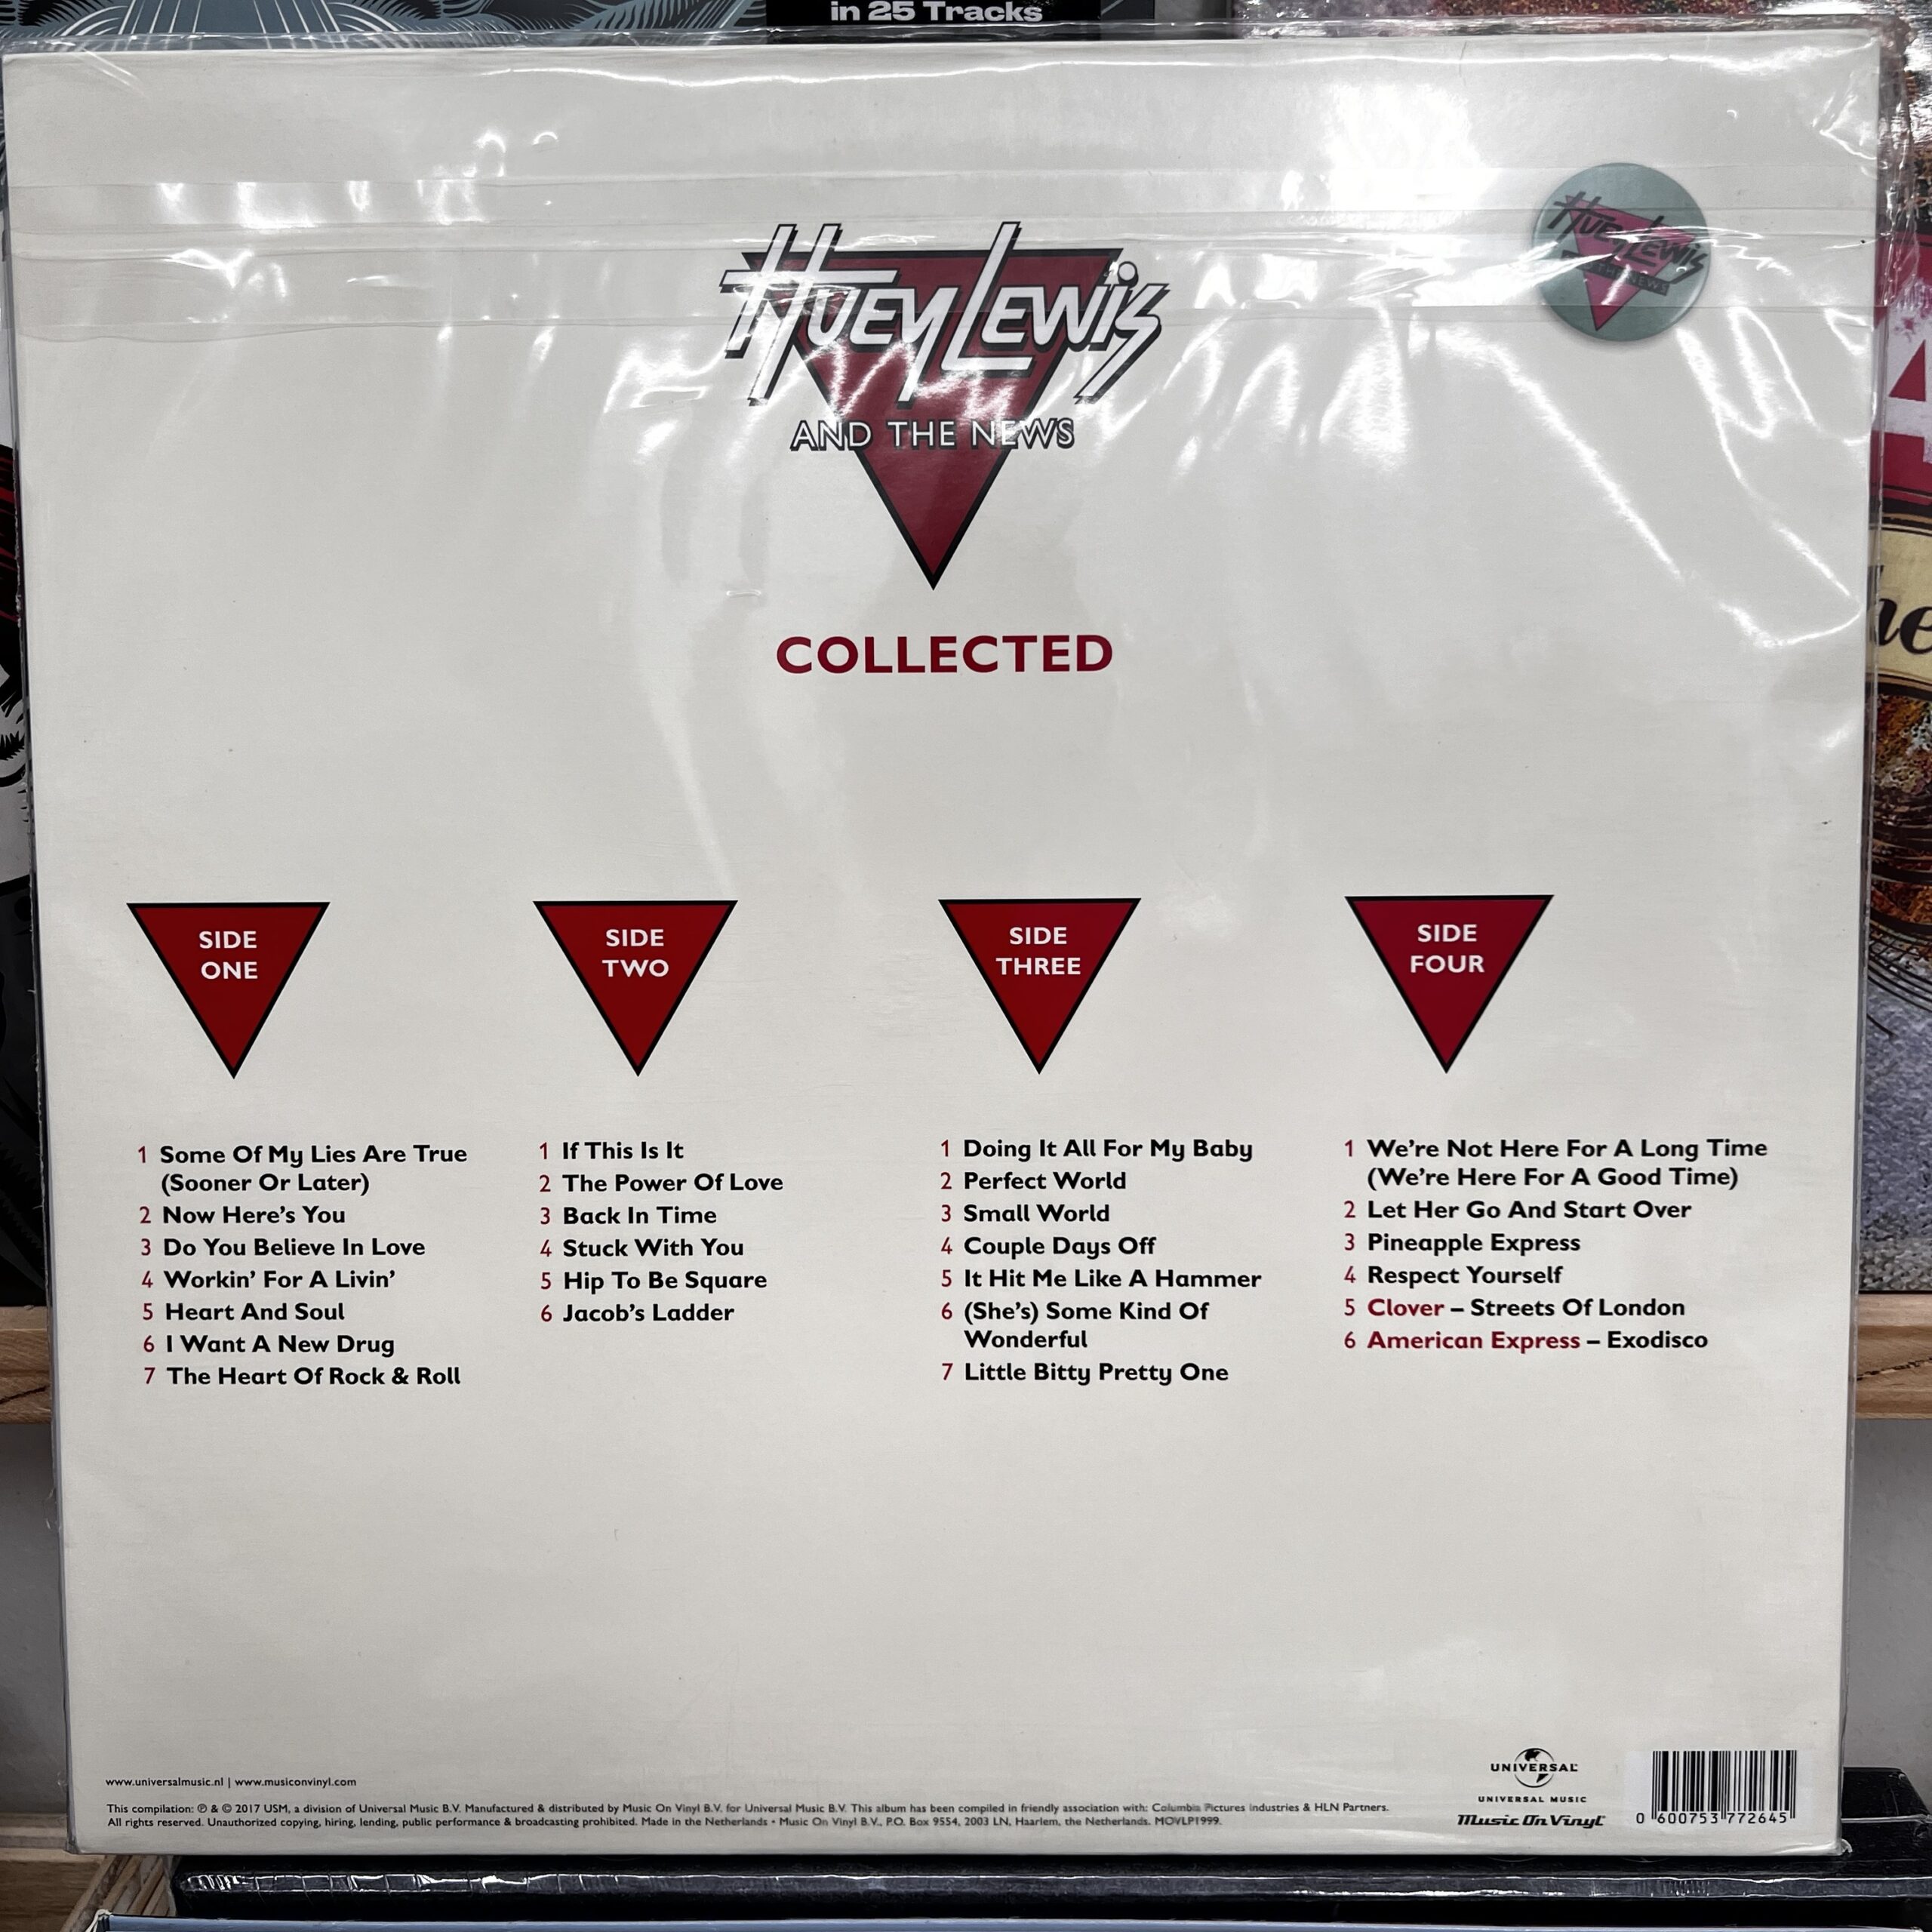 in 25 Tracks
HUEY LEWIS
AND THE NEWS
HUEY LEWIS
NEWS
COLLECTED
SIDE
ONE
1 Some Of My Lies Are True
(Sooner Or Later)
2 Now Here’s You
3 Do You Believe In Love
4 Workin’ For A Livin’
5 Heart And Soul
6 I Want A New Drug
7 The Heart Of Rock & Roll
SIDE
TWO
1 If This Is It
2 The Power Of Love
3 Back In Time
4 Stuck With You
5 Hip To Be Square
6 Jacob’s Ladder
SIDE
THREE
1 Doing It All For My Baby
2 Perfect World
3 Small World
4 Couple Days Off
5 It Hit Me Like A Hammer
6 (She’s) Some Kind Of
Wonderful
7 Little Bitty Pretty One
SIDE
FOUR
1 We’re Not Here For A Long Time
(We’re Here For A Good Time)
2 Let Her Go And Start Over
3 Pineapple Express
4 Respect Yourself
5 Clover – Streets Of London
6 American Express – Exodisco
www.universalmusic.nl | www.musiconvinyl.com
This compilation: ℗ & © 2017 USM, a division of Universal Music B.V. Manufactured & distributed by Music On Vinyl B.V. for Universal Music B.V. This album has been compiled in friendly association with: Columbia Pictures industries & HLN Partners.
All rights reserved. Unauthorized copying, hiring, lending, public performance & broadcasting prohibited. Made in the Netherlands • Music On Vinyl B.V., P.O. Box 9554, 2003 LN, Haarlem, the Netherlands. MOVLP1999.
UNIVERSAL
UNIVERSAL MUSIC
Music On Vinyl
0 600753 772645